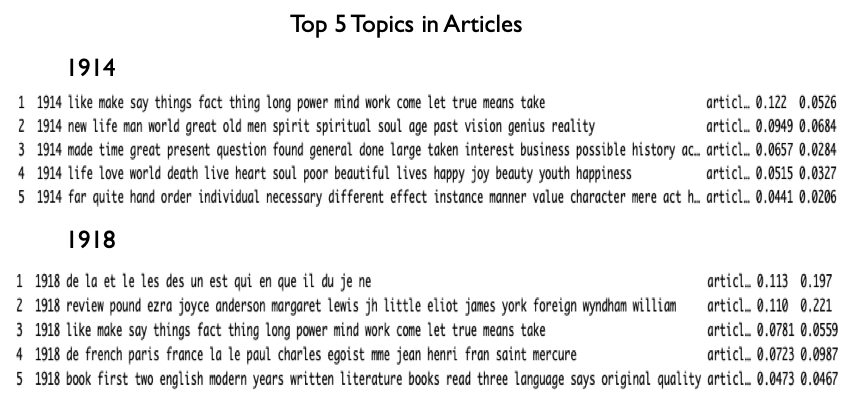 Top 5 Topics in Articles
1914
1 1914 like make say things fact thing long power mind work come let true means take articl… 0.122 0.0526
2 1914 new life man world great old men spirit spiritual soul age past vision genius reality articl… 0.0949 0.0684
3 1914 made time great present question found general done large taken interest business possible history ac… articl… 0.0657 0.0284
4 1914 life love world death live heart soul poor beautiful lives happy joy beauty youth happiness articl… 0.0515 0.0327
5 1914 far quite hand order individual necessary different effect instance manner value character mere act h… articl… 0.0441 0.0206
1918
1 1918 de la et le les des un est qui en que il du je ne articl… 0.113 0.197
2 1918 review pound ezra joyce anderson margaret lewis jh little eliot james york foreign wyndham william articl… 0.110 0.221
3 1918 like make say things fact thing long power mind work come let true means take articl… 0.0781 0.0559
4 1918 de french paris france la le paul charles egoist mme jean henri fran saint mercure articl… 0.0723 0.0987
5 1918 book first two english modern years written literature books read three language says original quality articl… 0.0473 0.0467